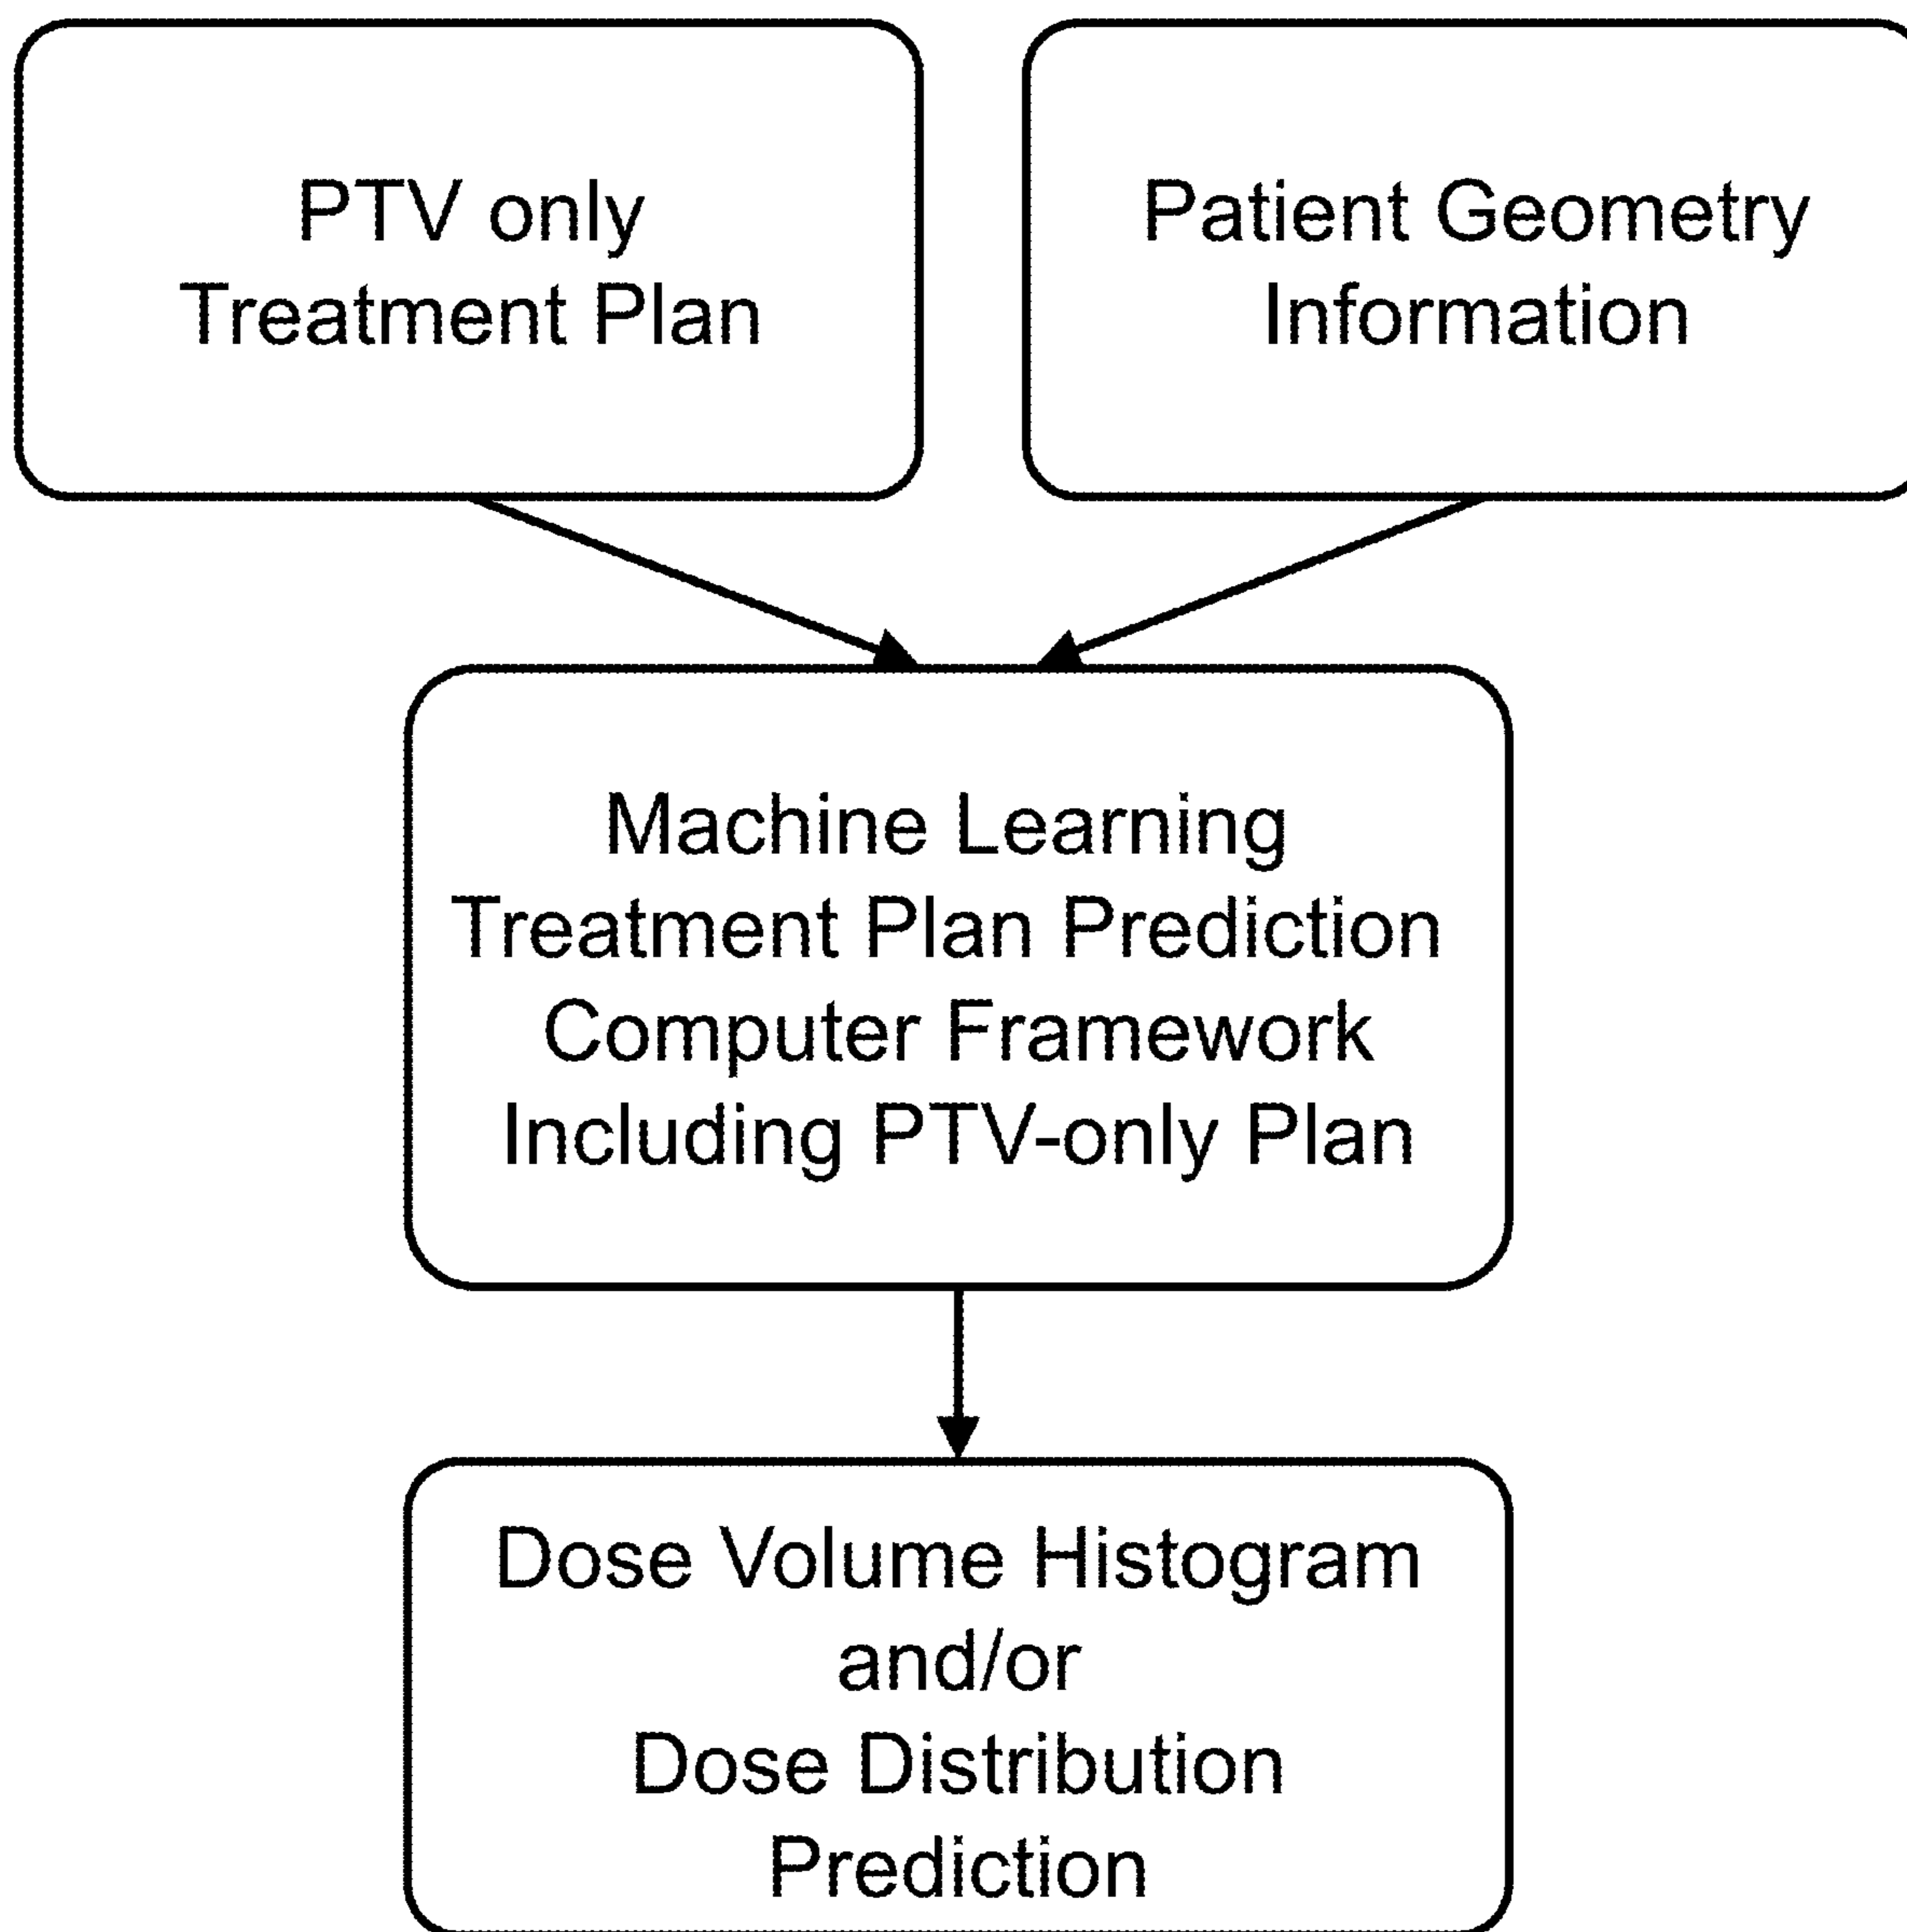 PTV only
Treatment Plan
Patient Geometry
Information
Machine Learning
Treatment Plan Prediction
Computer Framework
Including PTV-only Plan
Dose Volume Histogram
and/or
Dose Distribution
Prediction